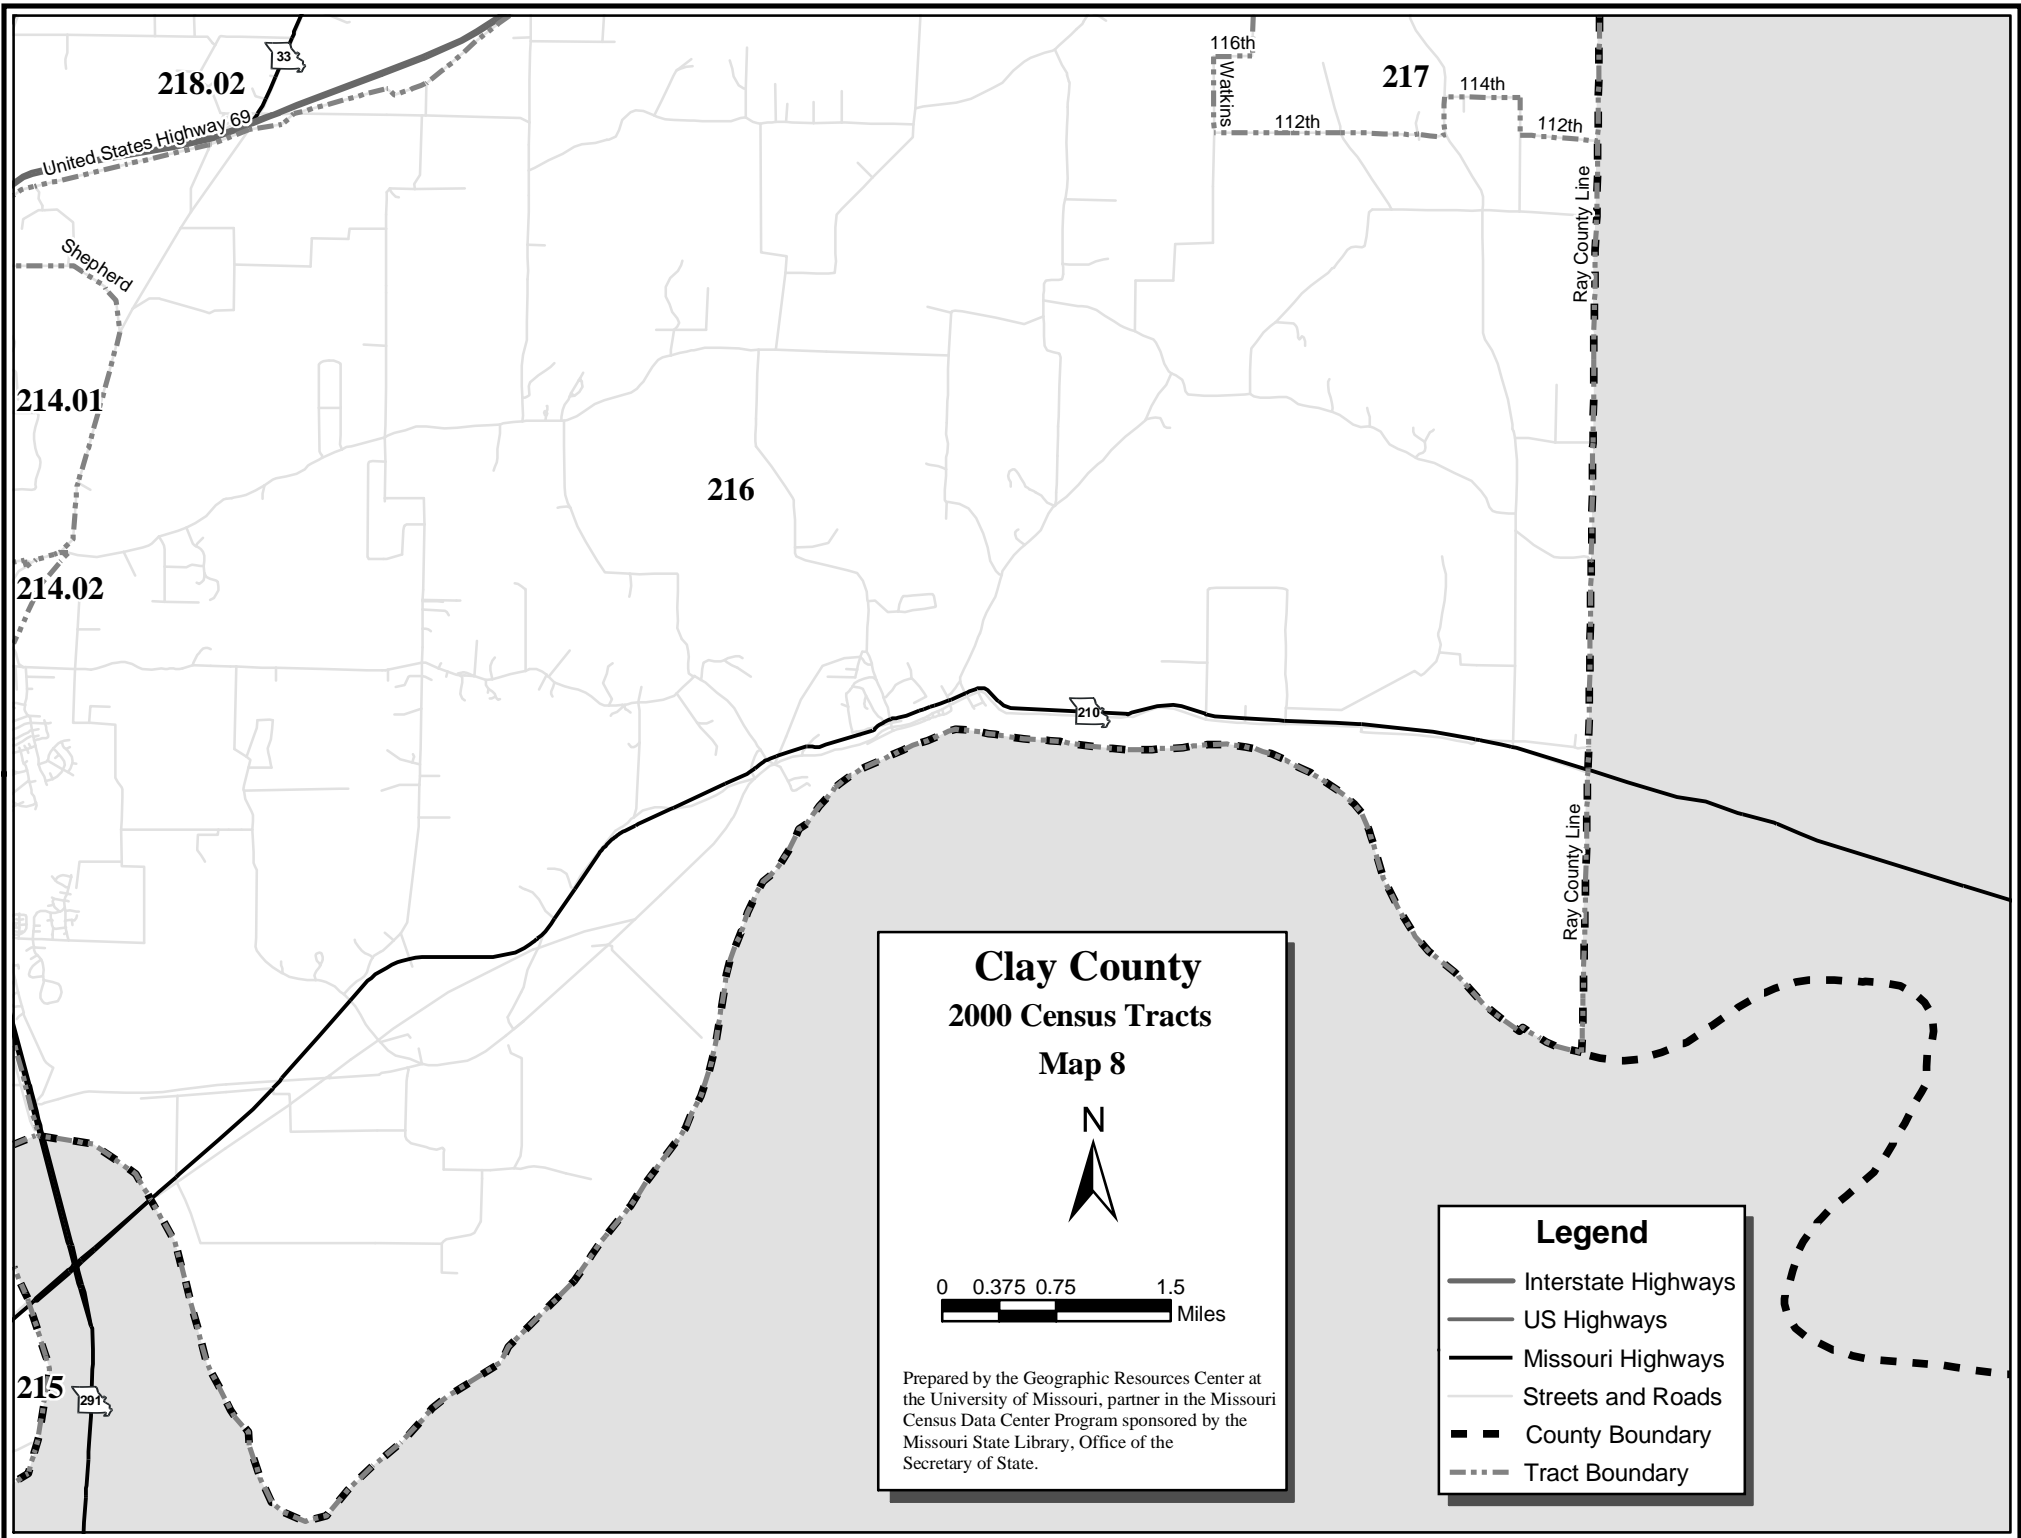 33
218.02
United States Highway 69
116th
Watkins
217
114th
112th
112th
Ray County Line
Shepherd
214.01
216
214.02
210
Ray County Line
Clay County
2000 Census Tracts
Map 8
N
0 0.375 0.75 1.5
Miles
Prepared by the Geographic Resources Center at
the University of Missouri, partner in the Missouri
Census Data Center Program sponsored by the
Missouri State Library, Office of the
Secretary of State.
Legend
Interstate Highways
US Highways
Missouri Highways
Streets and Roads
County Boundary
Tract Boundary
215
291